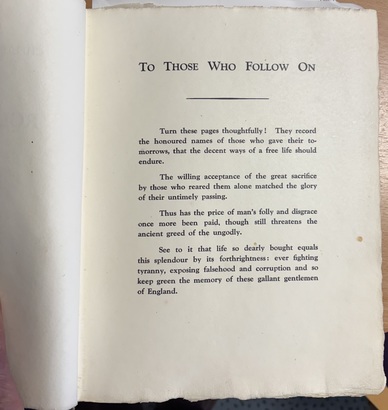 To Those Who Follow On
Turn these pages thoughtfully! They record
the honoured names of those who gave their to-
morrows, that the decent ways of a free life should
endure.
The willing acceptance of the great sacrifice
by those who reared them alone matched the glory
of their untimely passing.
Thus has the price of man's folly and disgrace
once more been paid, though still threatens the
ancient greed of the ungodly.
See to it that life so dearly bought equals
this splendour by its forthrightness: ever fighting
tyranny, exposing falsehood and corruption and so
keep green the memory of these gallant gentlemen
of England.